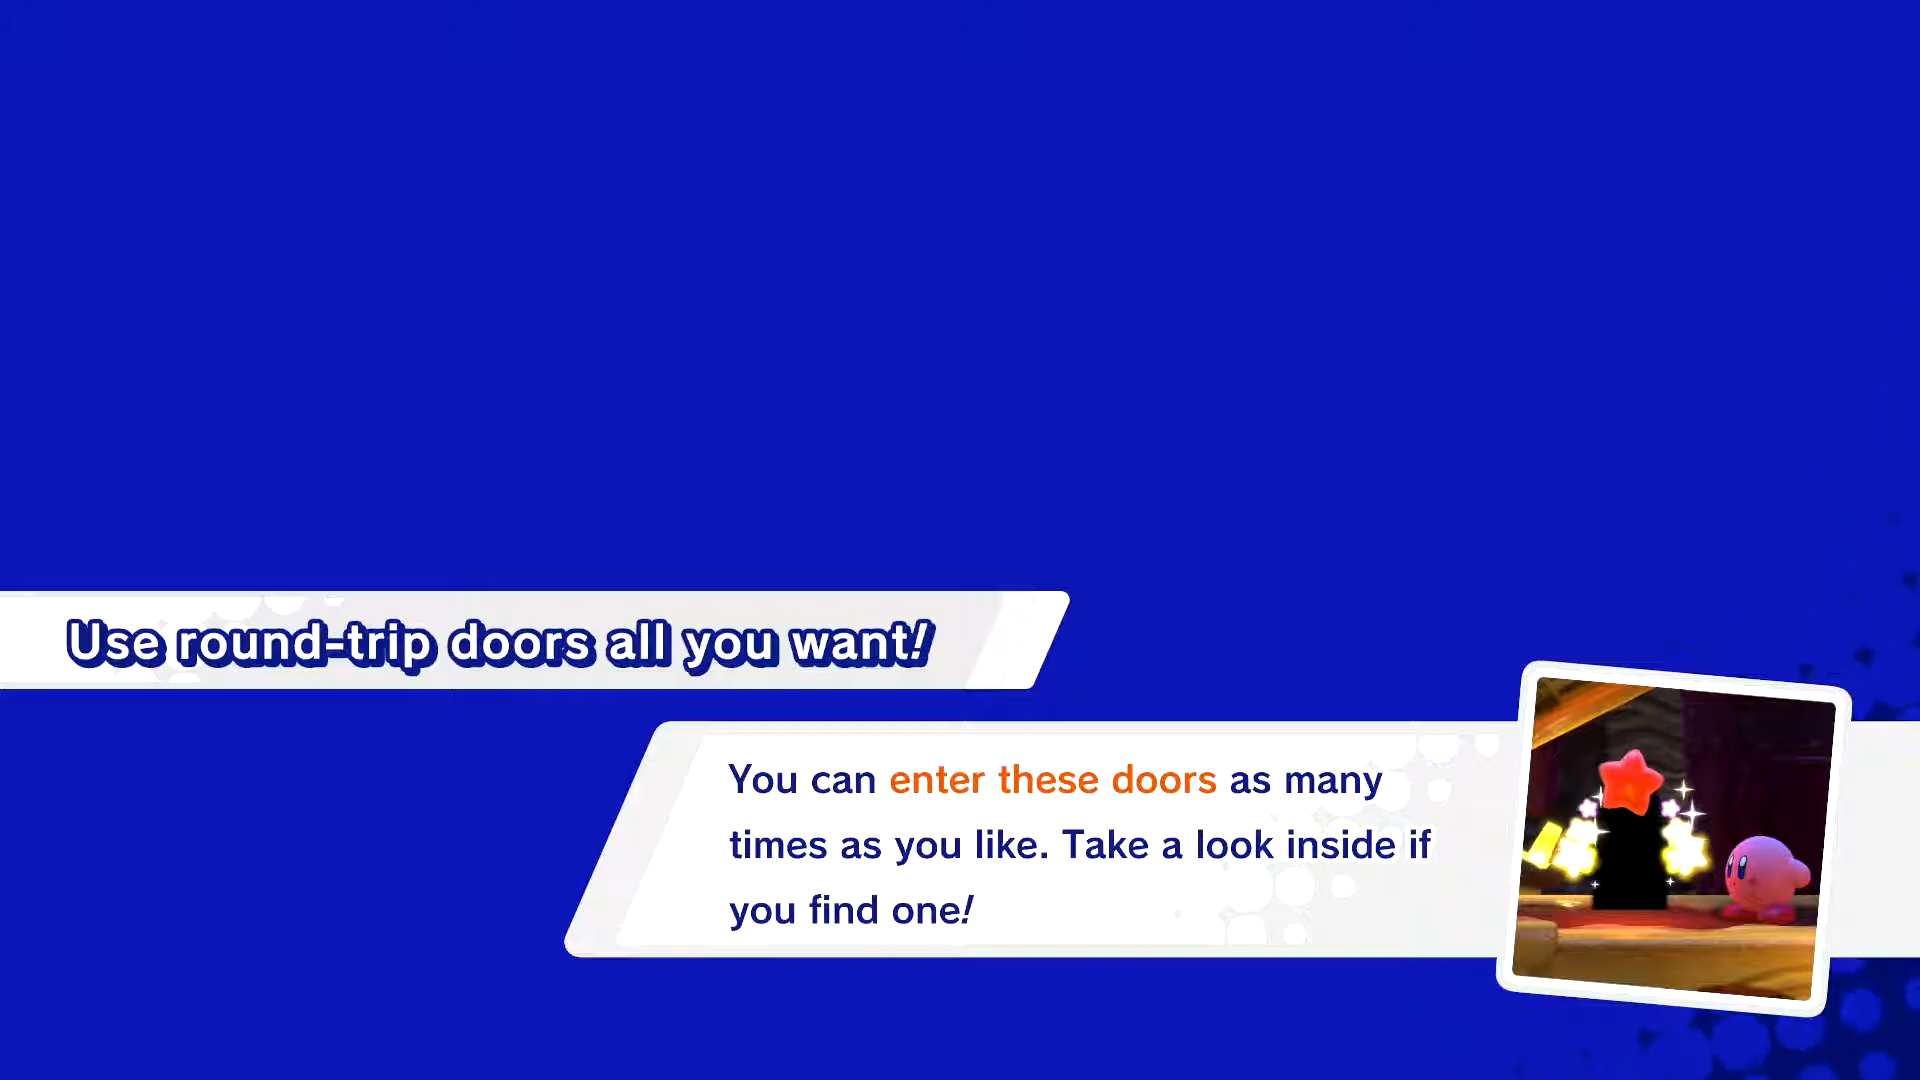 Use round-trip doors all you want!
You can enter these doors as many
times as you like. Take a look inside if
you find one!